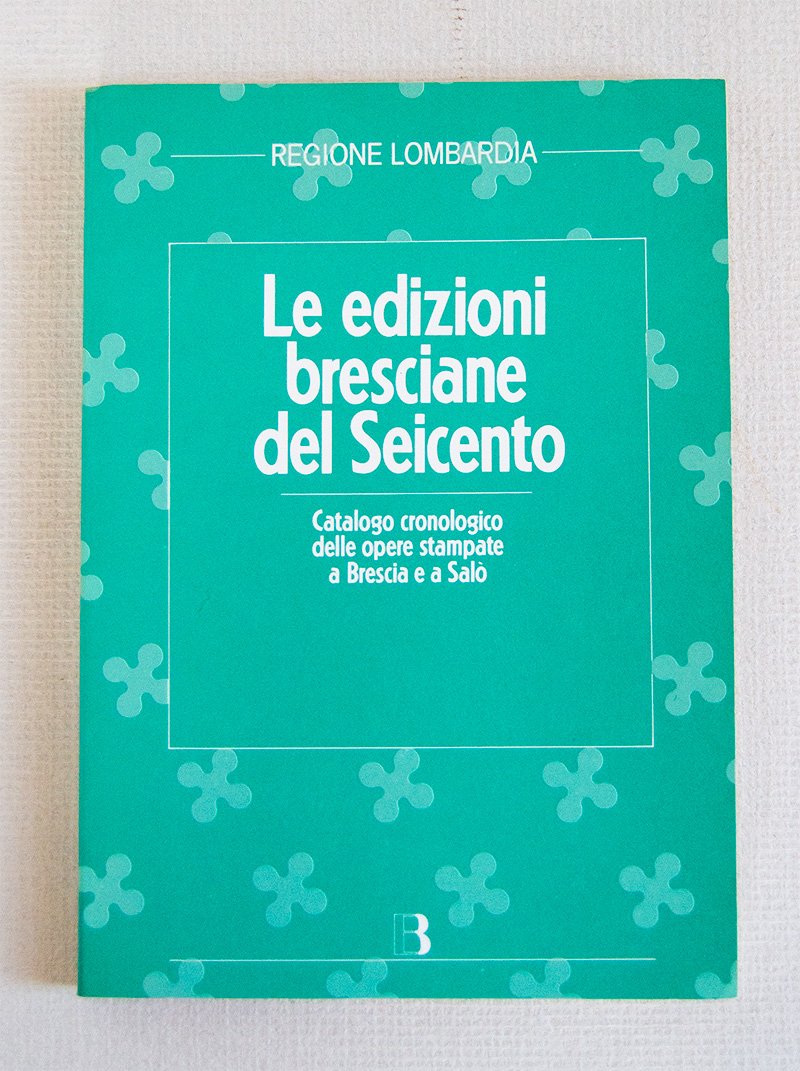 REGIONE LOMBARDIA
Le edizioni
bresciane
del Seicento
Catalogo cronologico
delle opere stampate
a Brescia e a Salò
B